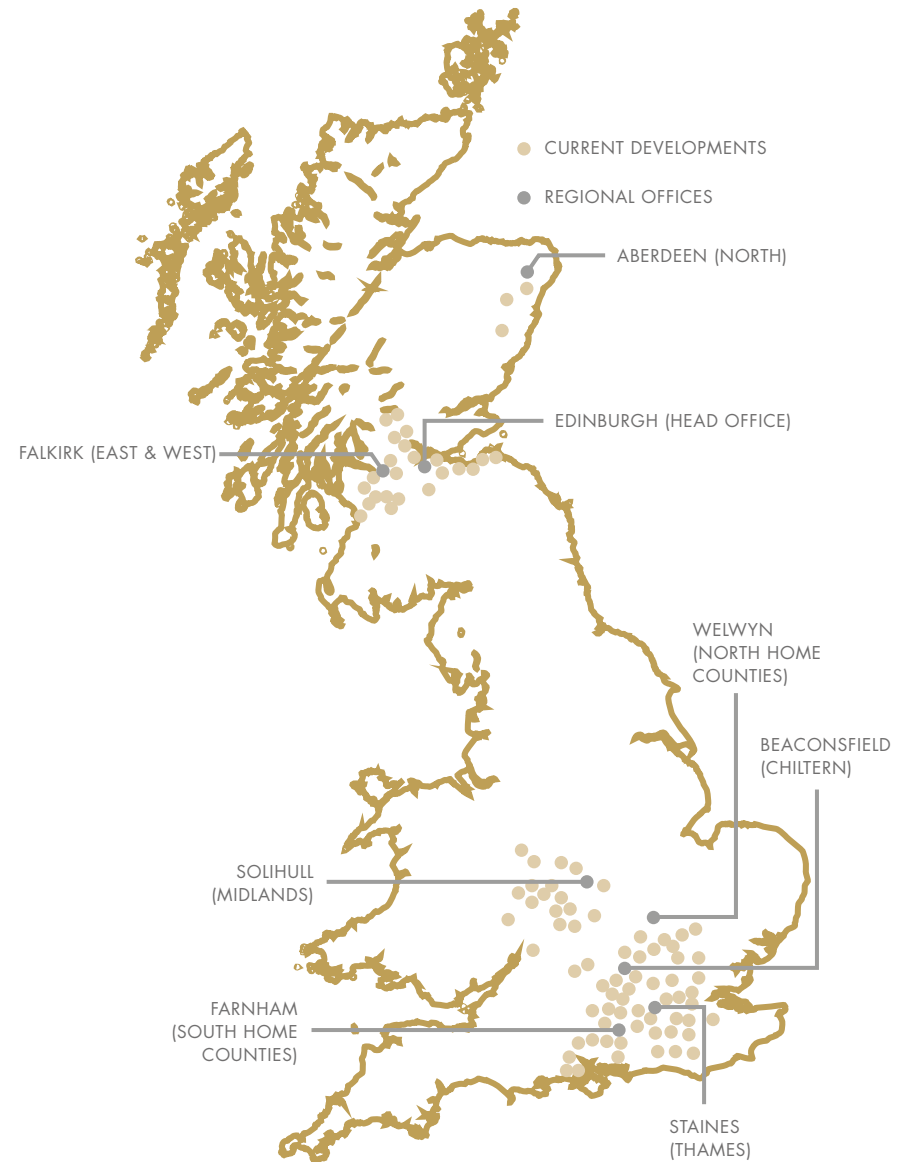 CURRENT DEVELOPMENTS
REGIONAL OFFICES
ABERDEEN (NORTH)
EDINBURGH (HEAD OFFICE)
FALKIRK (EAST & WEST)
WELWYN
(NORTH HOME
COUNTIES)
BEACONSFIELD
(CHILTERN)
SOLIHULL
(MIDLANDS)
FARNHAM
(SOUTH HOME
COUNTIES)
STAINES
(THAMES)